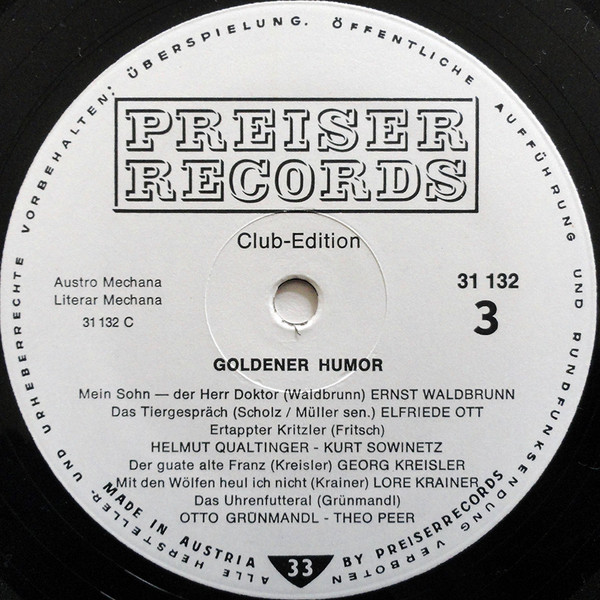 ALLE HERSTELLER- UND URHEBERRECHTE VORBEHALTEN; ÜBERSPIELUNG. ÖFFENTLICHE AUFFÜHRUNG UND RUNDFUNKSENDUNG VERBOTEN
PREISER
RECORDS
Club-Edition
Austro Mechana
Literar Mechana
31 132 C
31 132
3
GOLDENER HUMOR
Mein Sohn — der Herr Doktor (Waldbrunn) ERNST WALDBRUNN
Das Tiergespräch (Scholz / Müller sen.) ELFRIEDE OTT
Ertappter Kritzler (Fritsch)
HELMUT QUALTINGER - KURT SOWINETZ
Der guate alte Franz (Kreisler) GEORG KREISLER
Mit den Wölfen heul ich nicht (Krainer) LORE KRAINER
Das Uhrenfutteral (Grünmandl)
OTTO GRÜNMANDL - THEO PEER
MADE IN AUSTRIA
33
BY PREISERRECORDS